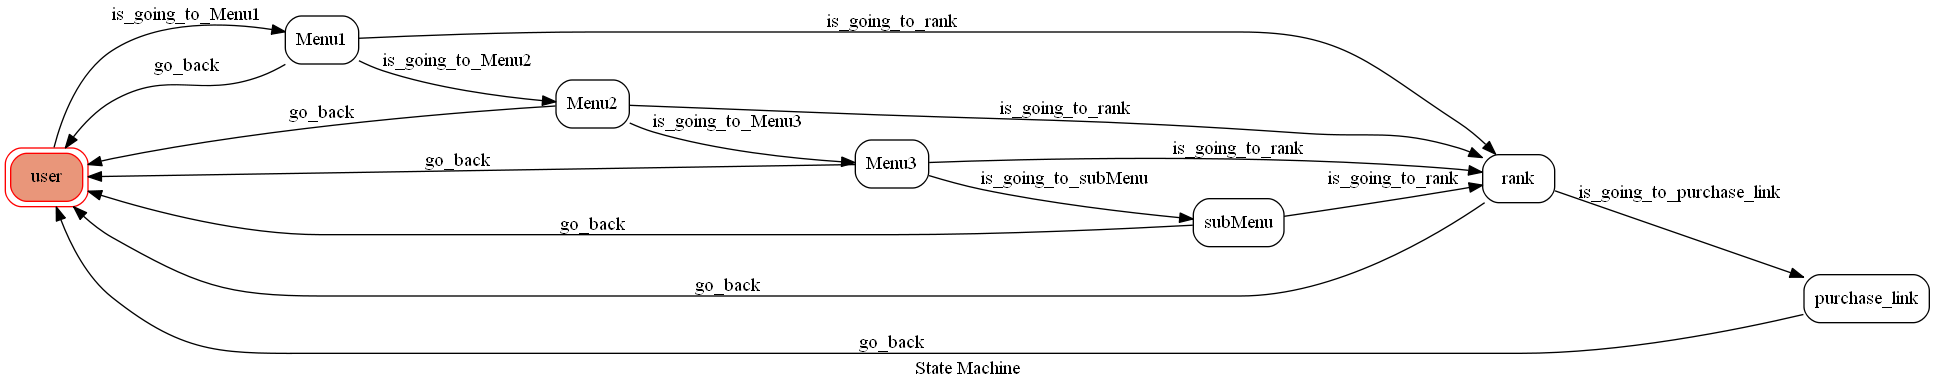 is_going_to_Menu1
is_going_to_rank
Menu1
is_going_to_Menu2
go_back
Menu2
is_going_to_rank
go_back
is_going_to_Menu3
is_going_to_rank
go_back
Menu3
user
is_going_to_subMenu
is_going_to_rank
rank
is_going_to_purchase_link
go_back
subMenu
go_back
purchase_link
go_back
State Machine